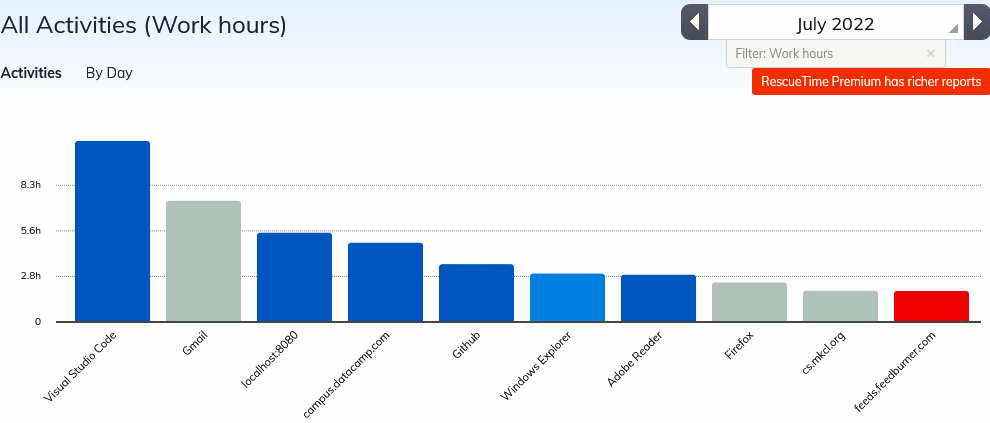 All Activities (Work hours)
July 2022
Filter: Work hours ×
Activities By Day
RescueTime Premium has richer reports
8.3h
5.6h
2.8h
0
Visual Studio Code
Gmail
localhost:8080
campus.datacamp.com
Github
Windows Explorer
Adobe Reader
Firefox
cs.mkcl.org
feeds.feedburner.com